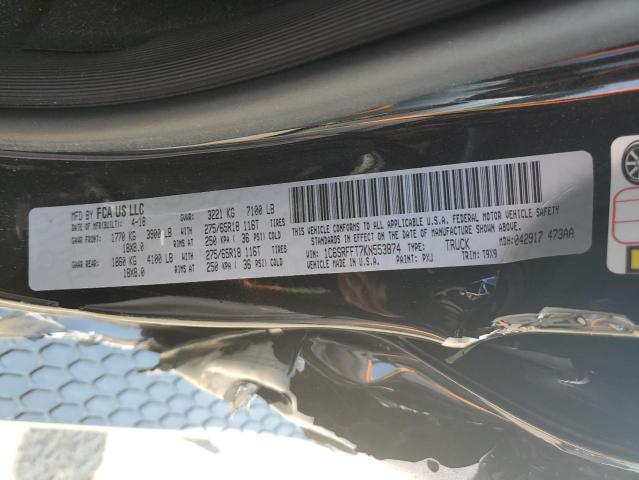 MFD BY FCA US LLC
DATE OF MFR(BUILT): 4-18 GVWR: 3221 KG 7100 LB
GAWR FRONT: 1770 KG 3900 LB 275/65R18 116T TIRES
18X8.0 RIMS AT 250 KPA ( 36 PSI) COLD
GAWR REAR: 1860 KG 4100 LB 275/65R18 116T TIRES
18X8.0 RIMS AT 250 KPA ( 36 PSI) COLD
THIS VEHICLE CONFORMS TO ALL APPLICABLE U.S.A. FEDERAL MOTOR VEHICLE SAFETY
STANDARDS IN EFFECT ON THE DATE OF MANUFACTURE SHOWN ABOVE.
VIN: 1C6SRFFT7KN553874 TYPE: TRUCK MDH: 042917 473AA
VEHICLE MADE IN U.S.A. PAINT: PXJ TRIM: T9X9